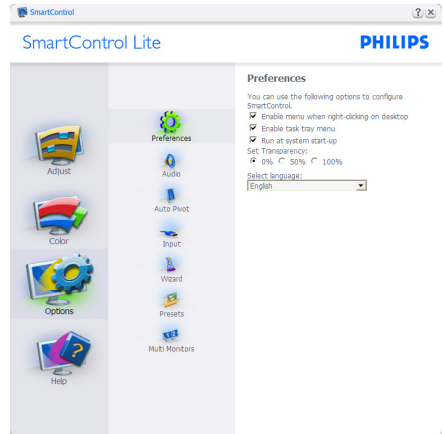 SmartControl
SmartControl Lite
PHILIPS
Adjust
Color
Options
Help
Preferences
Audio
Auto Pivot
Input
Wizard
Presets
Multi Monitors
Preferences
You can use the following options to configure
SmartControl.
Enable menu when right-clicking on desktop
Enable task tray menu
Run at system start-up
Set Transparency:
0% 50% 100%
Select language:
English